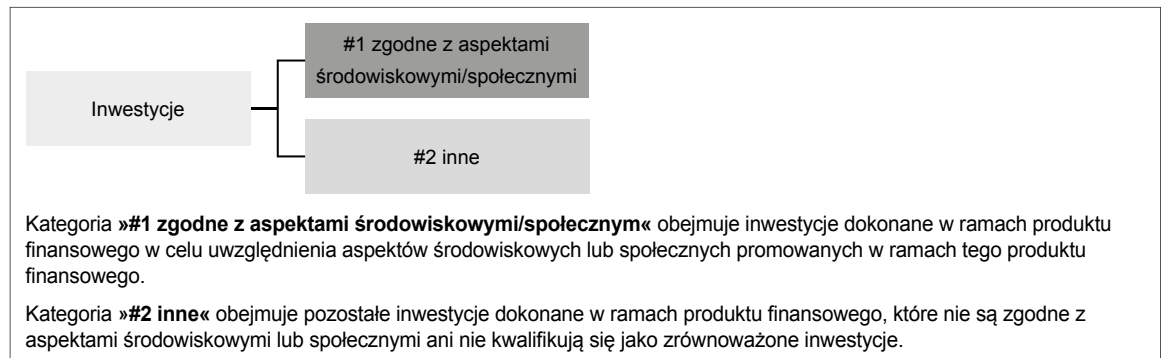 #1 zgodne z aspektami
środowiskowymi/społecznymi
Inwestycje
#2 inne
Kategoria »#1 zgodne z aspektami środowiskowymi/społecznym« obejmuje inwestycje dokonane w ramach produktu
finansowego w celu uwzględnienia aspektów środowiskowych lub społecznych promowanych w ramach tego produktu
finansowego.
Kategoria »#2 inne« obejmuje pozostałe inwestycje dokonane w ramach produktu finansowego, które nie są zgodne z
aspektami środowiskowymi lub społecznymi ani nie kwalifikują się jako zrównoważone inwestycje.